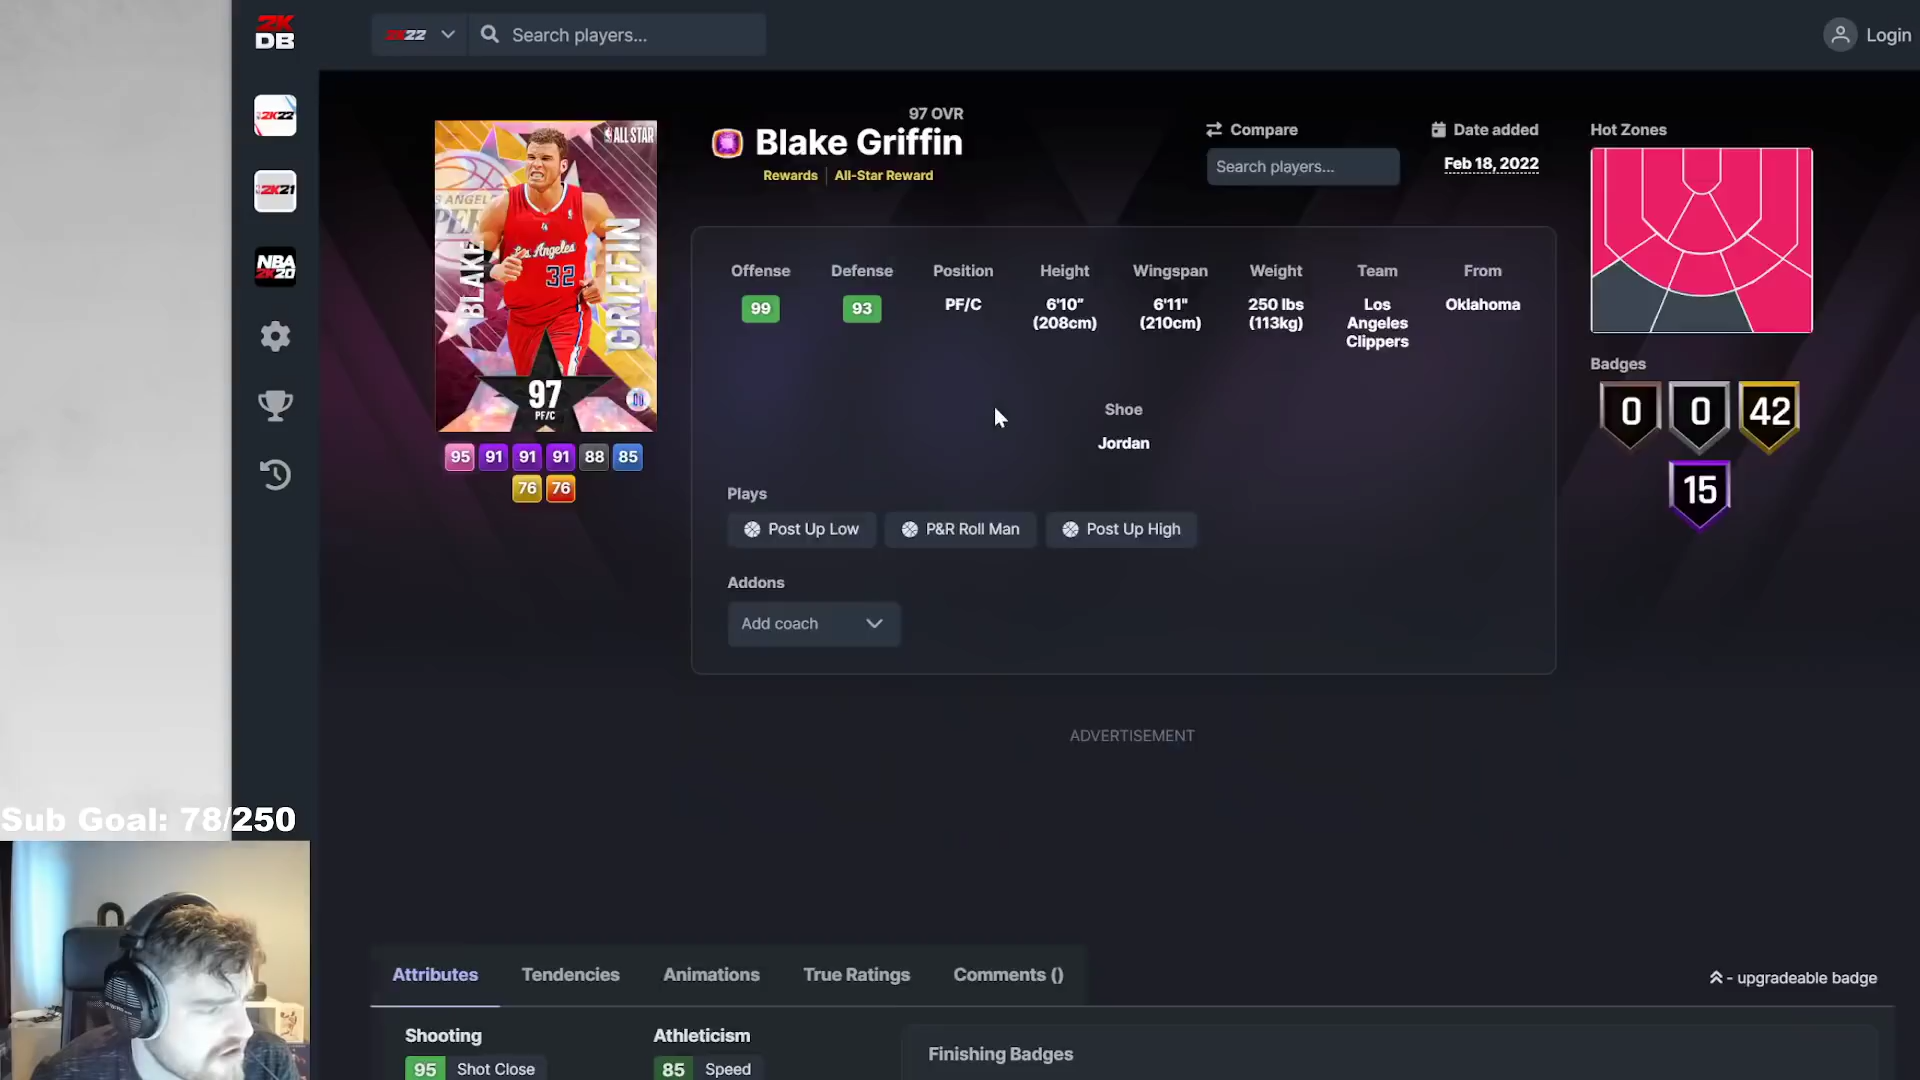 2K
DB
2K22
Search players...
Login
2K22
2K21
NBA
2K20
ALL STAR
BLAKE
GRIFFIN
Los Angeles
32
97
PF/C
95 91 91 91 88 85
76 76
97 OVR
Blake Griffin
Rewards All-Star Reward
Compare
Search players...
Date added
Feb 18, 2022
Offense Defense Position Height Wingspan Weight Team From
99 93 PF/C 6'10" 6'11" 250 lbs Los Oklahoma
(208cm) (210cm) (113kg) Angeles
Clippers
Shoe
Jordan
Plays
Post Up Low P&R Roll Man Post Up High
Addons
Add coach
Hot Zones
Badges
0 0 42
15
ADVERTISEMENT
Sub Goal: 78/250
Attributes Tendencies Animations True Ratings Comments ()
- upgradeable badge
Shooting Athleticism
95 Shot Close 85 Speed
Finishing Badges